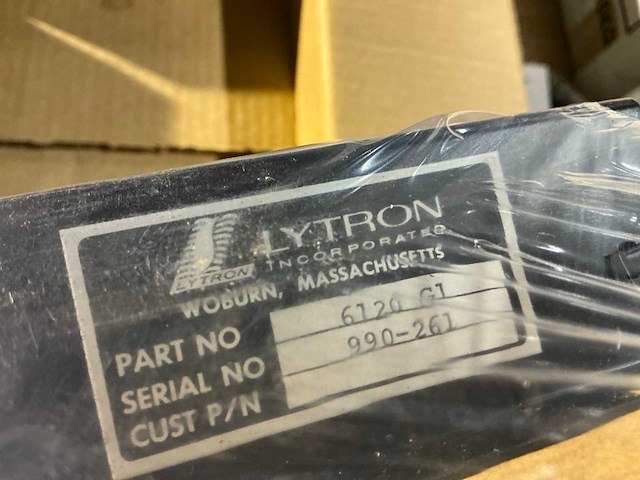 LYTRON
LYTRON
INCORPORATED
WOBURN, MASSACHUSETTS
PART NO 6120 G1
SERIAL NO 990-261
CUST P/N